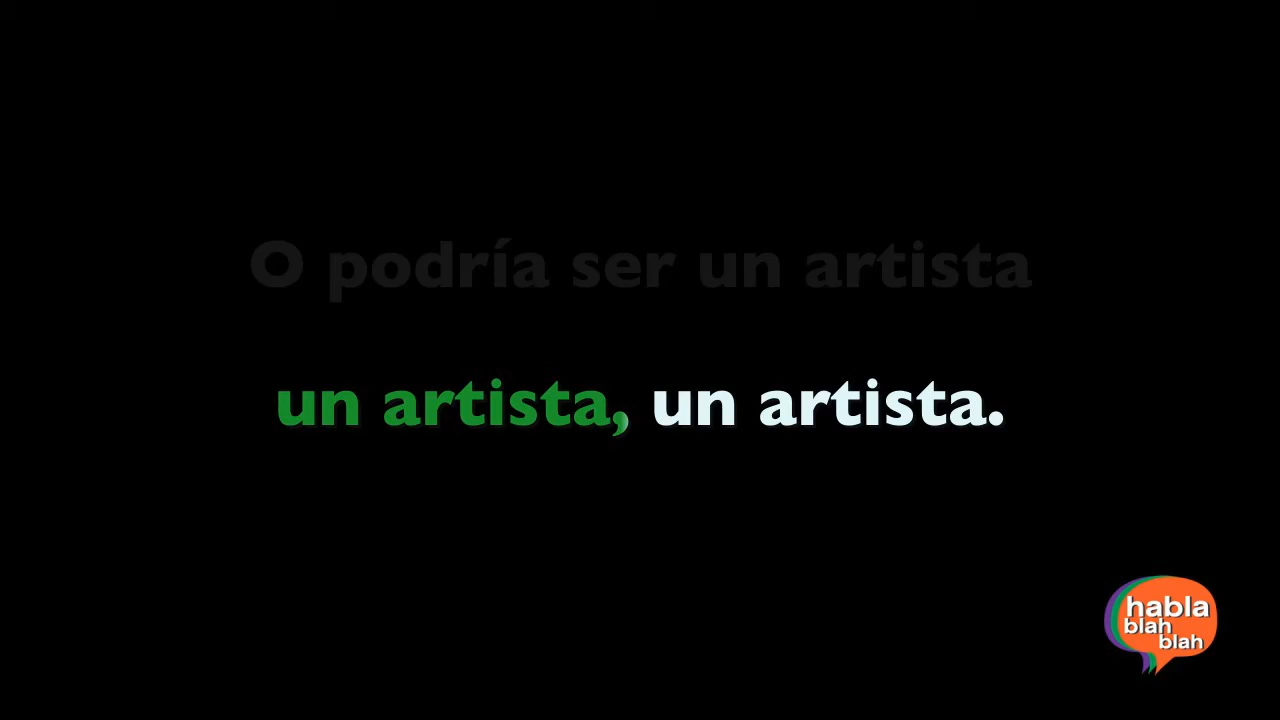 O podría ser un artista
un artista, un artista.
habla
blah
blah